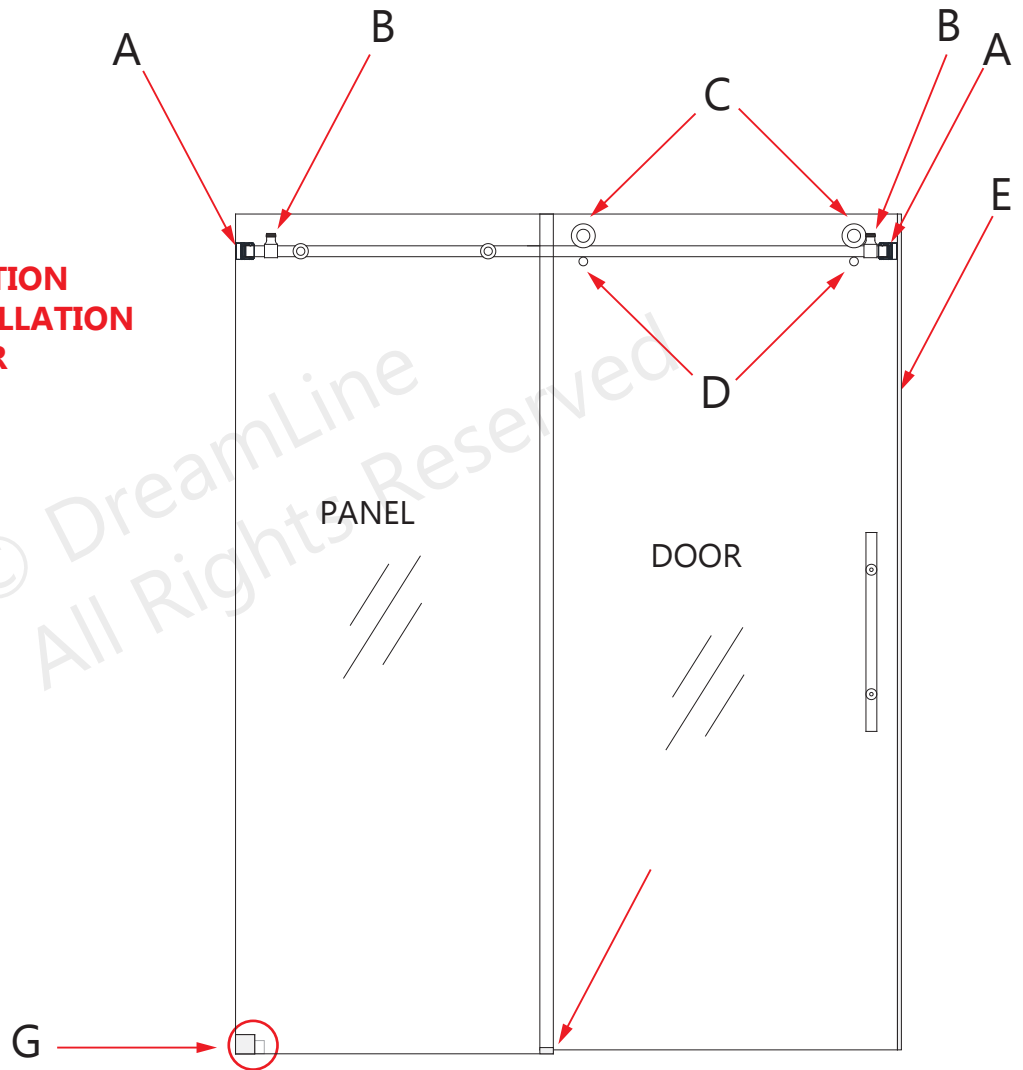 B
B
A
A
C
E
TION
LLATION
R
D
© DreamLine
All Rights Reserved
PANEL
DOOR
G